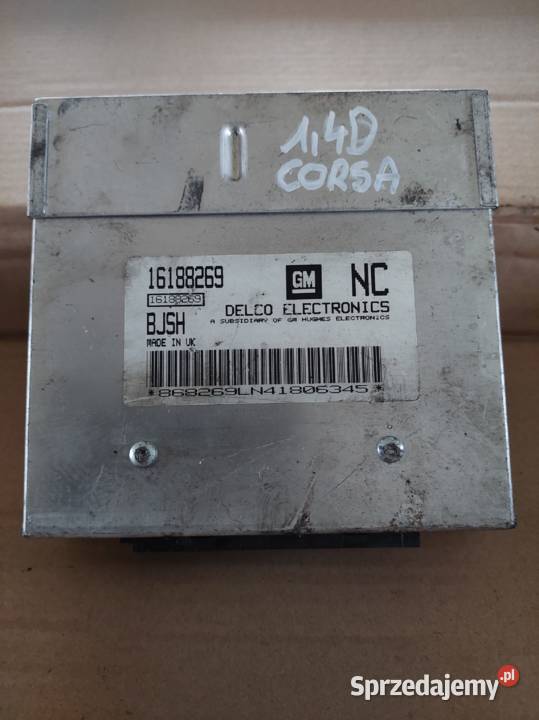 1,4D
CORSA
16188269
GM
NC
16188269
DELCO ELECTRONICS
BJSH
A SUBSIDIARY OF GM HUGHES ELECTRONICS
MADE IN UK
*868269LN41806345*
Sprzedajemy.pl